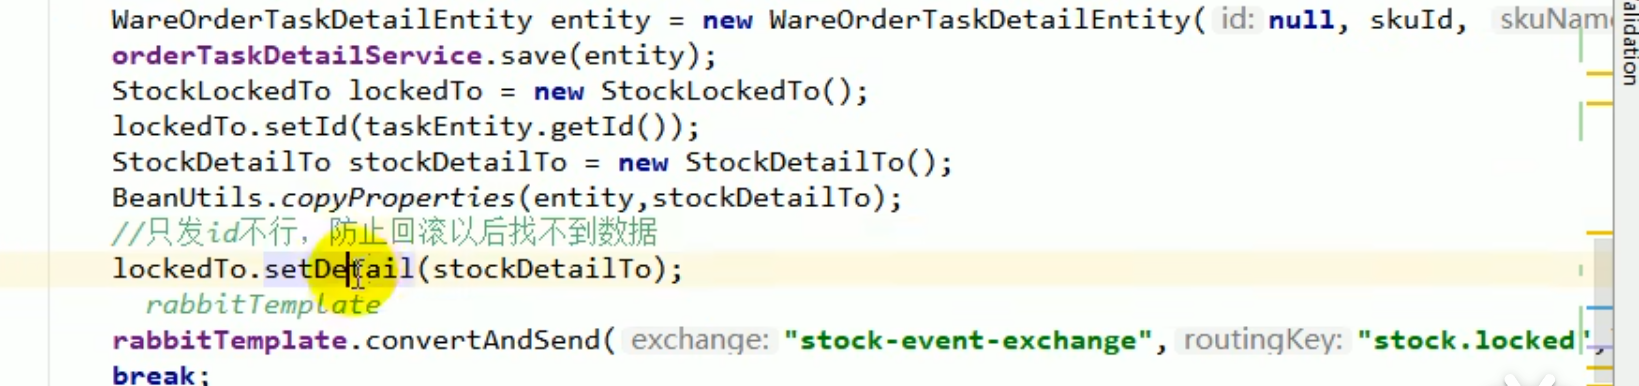 WareOrderTaskDetailEntity entity = new WareOrderTaskDetailEntity( id: null, skuId, skuName
orderTaskDetailService.save(entity);
StockLockedTo lockedTo = new StockLockedTo();
lockedTo.setId(taskEntity.getId());
StockDetailTo stockDetailTo = new StockDetailTo();
BeanUtils.copyProperties(entity,stockDetailTo);
//只发id不行，防止回滚以后找不到数据
lockedTo.setDetail(stockDetailTo);
rabbitTemplate
rabbitTemplate.convertAndSend( exchange: "stock-event-exchange", routingKey: "stock.locked",
break;
alidation